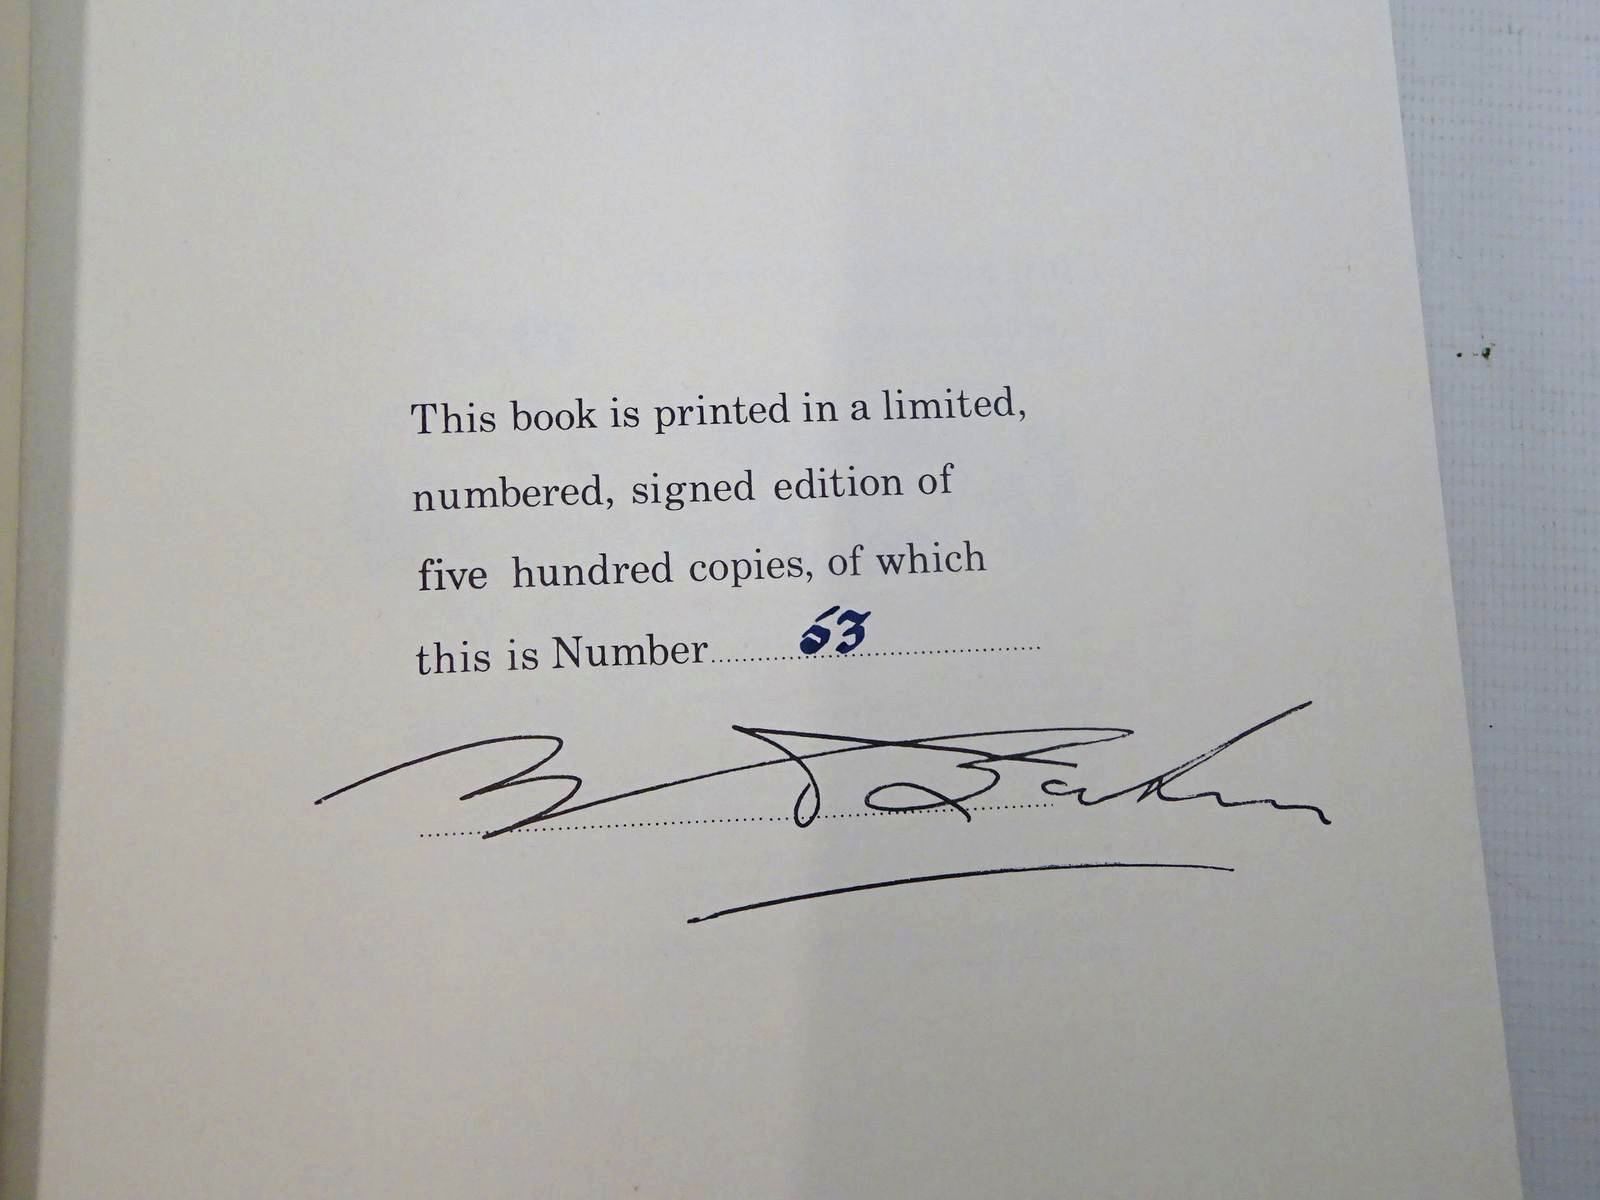 This book is printed in a limited,
numbered, signed edition of
five hundred copies, of which
this is Number 53